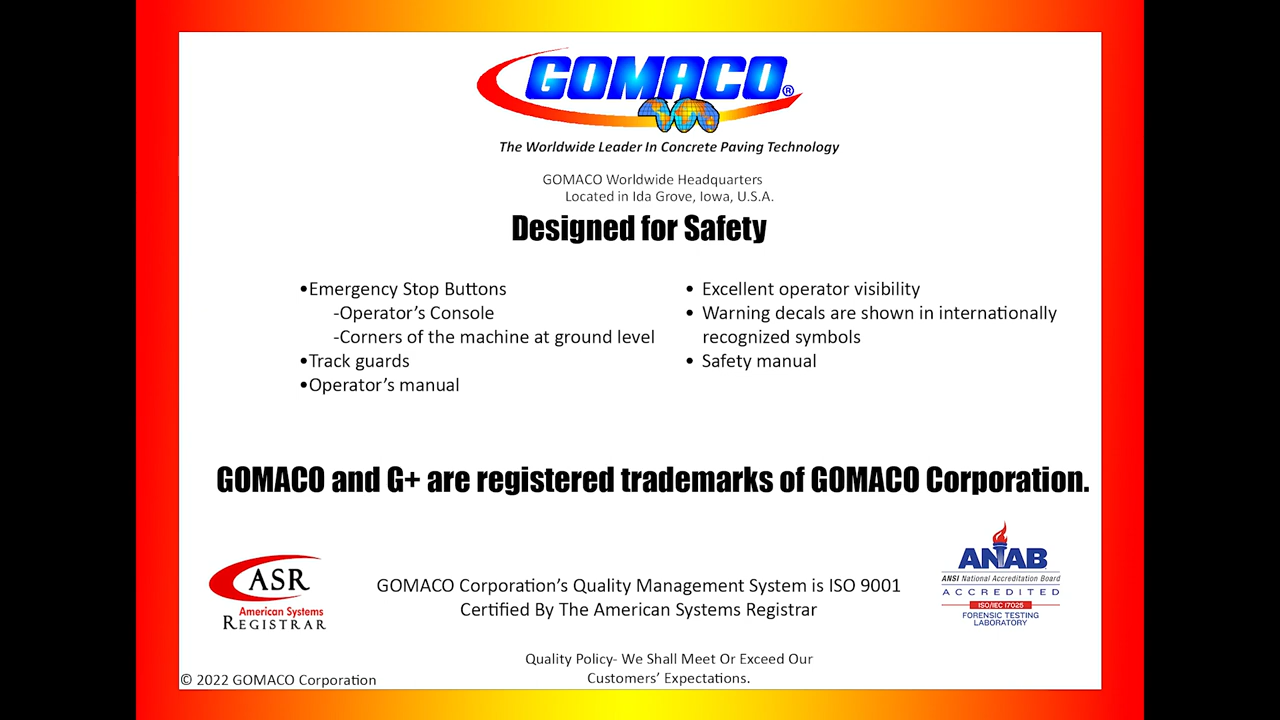 GOMACO®
The Worldwide Leader In Concrete Paving Technology
GOMACO Worldwide Headquarters
Located in Ida Grove, Iowa, U.S.A.
Designed for Safety
•Emergency Stop Buttons
-Operator’s Console
-Corners of the machine at ground level
•Track guards
•Operator’s manual
• Excellent operator visibility
• Warning decals are shown in internationally
recognized symbols
• Safety manual
GOMACO and G+ are registered trademarks of GOMACO Corporation.
ASR
American Systems
REGISTRAR
GOMACO Corporation’s Quality Management System is ISO 9001
Certified By The American Systems Registrar
ANAB
ANSI National Accreditation Board
ACCREDITED
ISO/IEC 17025
FORENSIC TESTING
LABORATORY
Quality Policy- We Shall Meet Or Exceed Our
Customers’ Expectations.
© 2022 GOMACO Corporation